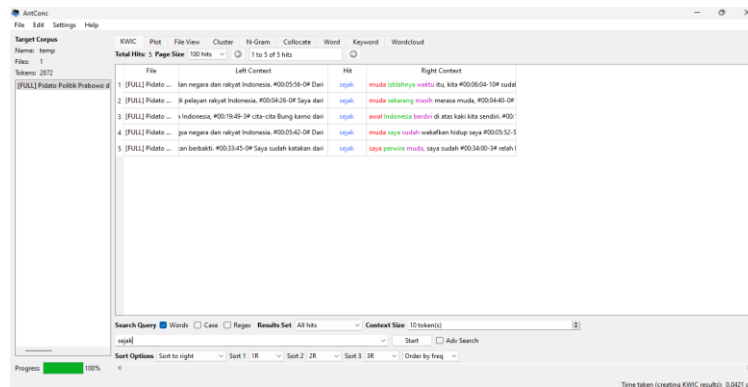 AntConc
File Edit Settings Help
Target Corpus
Name: temp
Files: 1
Tokens: 2872
[FULL] Pidato Politik Prabowo d
Progress 100%
KWIC Plot File View Cluster N-Gram Collocate Word Keyword Wordcloud
Total Hits: 5 Page Size 100 hits 1 to 5 of 5 hits
File Left Context Hit Right Context
1 [FULL] Pidato ... lan negara dan rakyat Indonesia. #00:05:56-0# Dari sejak muda istilahnya waktu itu, kita #00:06:04-10# sudal
2 [FULL] Pidato ... li pelayan rakyat Indonesia. #00:04:26-0# Saya dari sejak muda sekarang masih merasa muda, #00:04:40-0#
3 [FULL] Pidato ... Indonesia, #00:19:49-3# cita-cita Bung karno dari sejak awal Indonesia berdiri di atas kaki kita sendiri. #00:
4 [FULL] Pidato ... gsa negara dan rakyat Indonesia. #00:05:42-0# Dari sejak muda saya sudah wakafkan hidup saya #00:05:52-5
5 [FULL] Pidato ... an berbakti. #00:33:45-0# Saya sudah katakan dari sejak saya perwira muda, saya sudah #00:34:00-3# relah
Search Query Words Case Regex Results Set All hits Context Size 10 token(s)
sejak Start Adv Search
Sort Options Sort to right Sort 1 1R Sort 2 2R Sort 3 3R Order by freq
Time taken (creating KWIC results): 0.0421 s